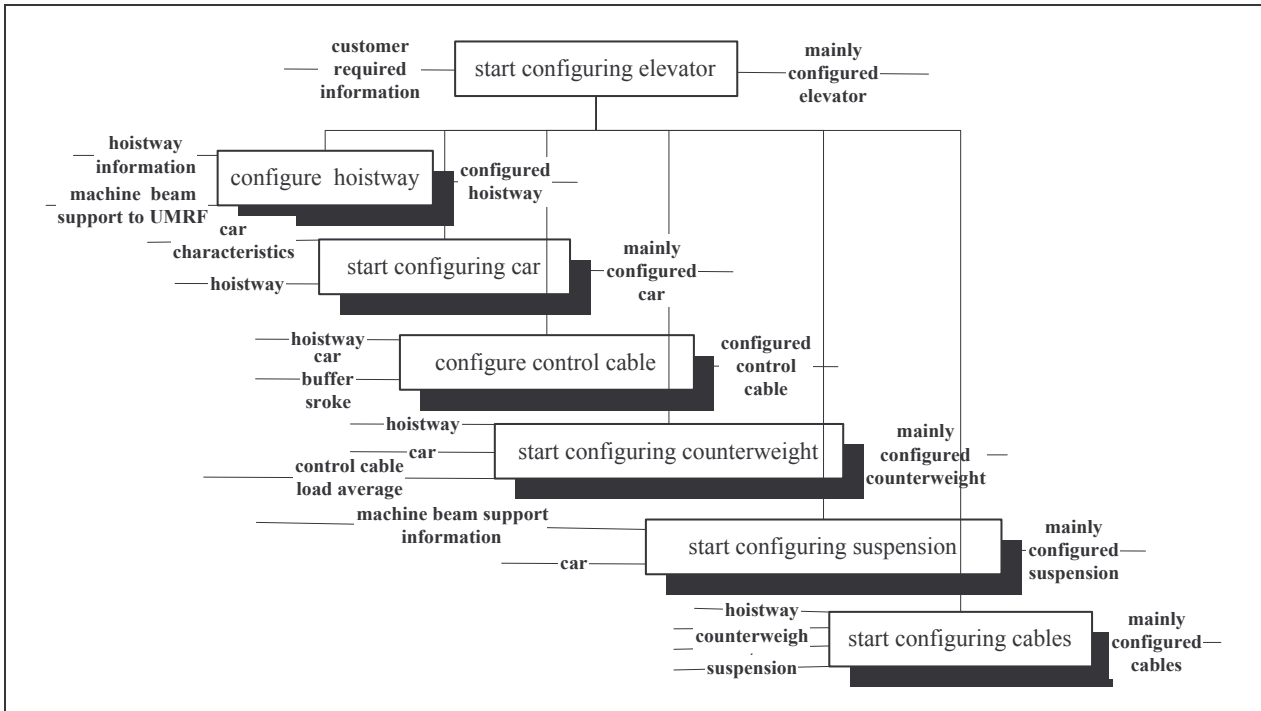 customer
required
information
start configuring elevator
mainly
configured
elevator
hoistway
information
machine beam
support to UMRF
configure hoistway
configured
hoistway
car
characteristics
hoistway
start configuring car
mainly
configured
car
hoistway
car
buffer
sroke
configure control cable
configured
control
cable
hoistway
car
control cable
load average
start configuring counterweight
mainly
configured
counterweight
machine beam support
information
car
start configuring suspension
mainly
configured
suspension
hoistway
counterweigh
suspension
start configuring cables
mainly
configured
cables